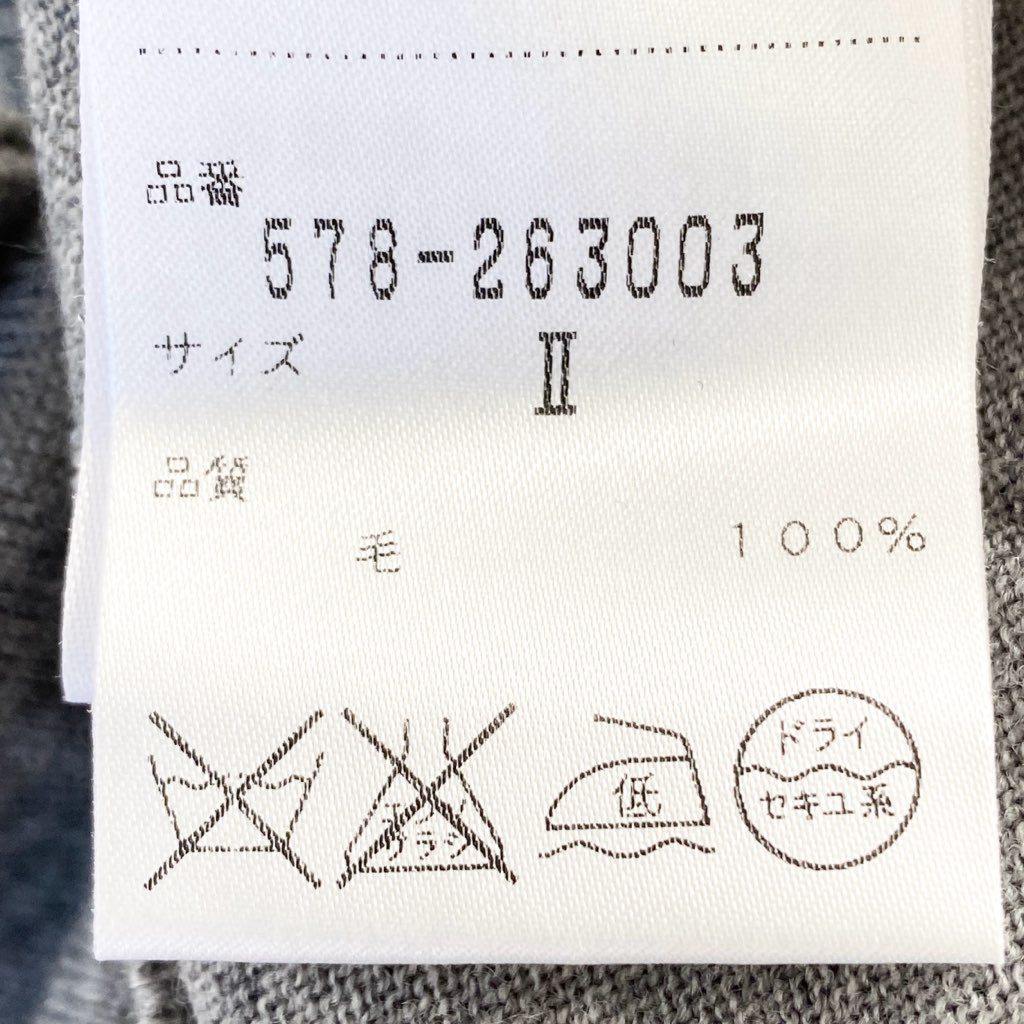 品番
578-263003
サイズ Ⅱ
品質
毛 100%
エンソ
サラシ
低
ドライ
セキユ系